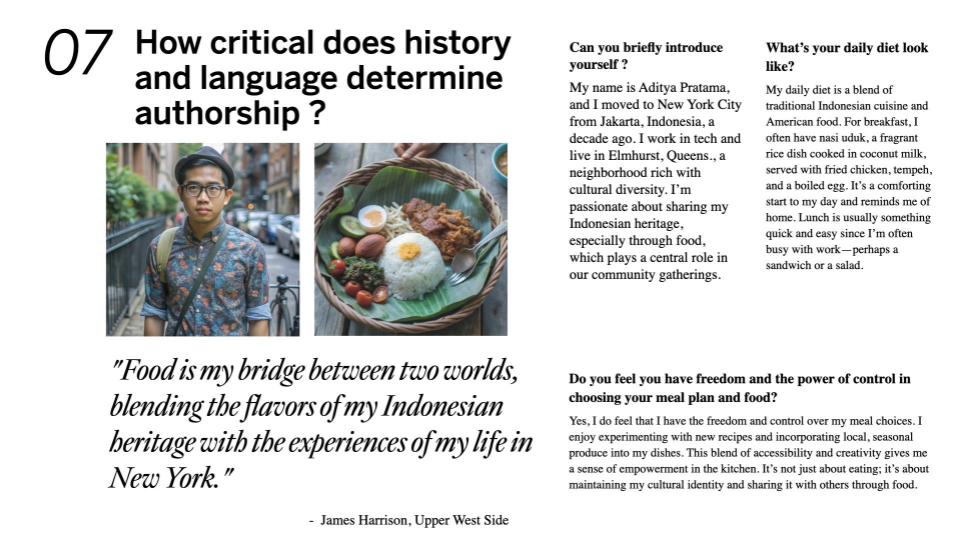 07
How critical does history
and language determine
authorship ?
"Food is my bridge between two worlds,
blending the flavors of my Indonesian
heritage with the experiences of my life in
New York."
- James Harrison, Upper West Side
Can you briefly introduce
yourself ?
My name is Aditya Pratama,
and I moved to New York City
from Jakarta, Indonesia, a
decade ago. I work in tech and
live in Elmhurst, Queens., a
neighborhood rich with
cultural diversity. I'm
passionate about sharing my
Indonesian heritage,
especially through food,
which plays a central role in
our community gatherings.
What's your daily diet look
like?
My daily diet is a blend of
traditional Indonesian cuisine and
American food. For breakfast, I
often have nasi uduk, a fragrant
rice dish cooked in coconut milk,
served with fried chicken, tempeh,
and a boiled egg. It's a comforting
start to my day and reminds me of
home. Lunch is usually something
quick and easy since I'm often
busy with work—perhaps a
sandwich or a salad.
Do you feel you have freedom and the power of control in
choosing your meal plan and food?
Yes, I do feel that I have the freedom and control over my meal choices. I
enjoy experimenting with new recipes and incorporating local, seasonal
produce into my dishes. This blend of accessibility and creativity gives me
a sense of empowerment in the kitchen. It's not just about eating; it's about
maintaining my cultural identity and sharing it with others through food.